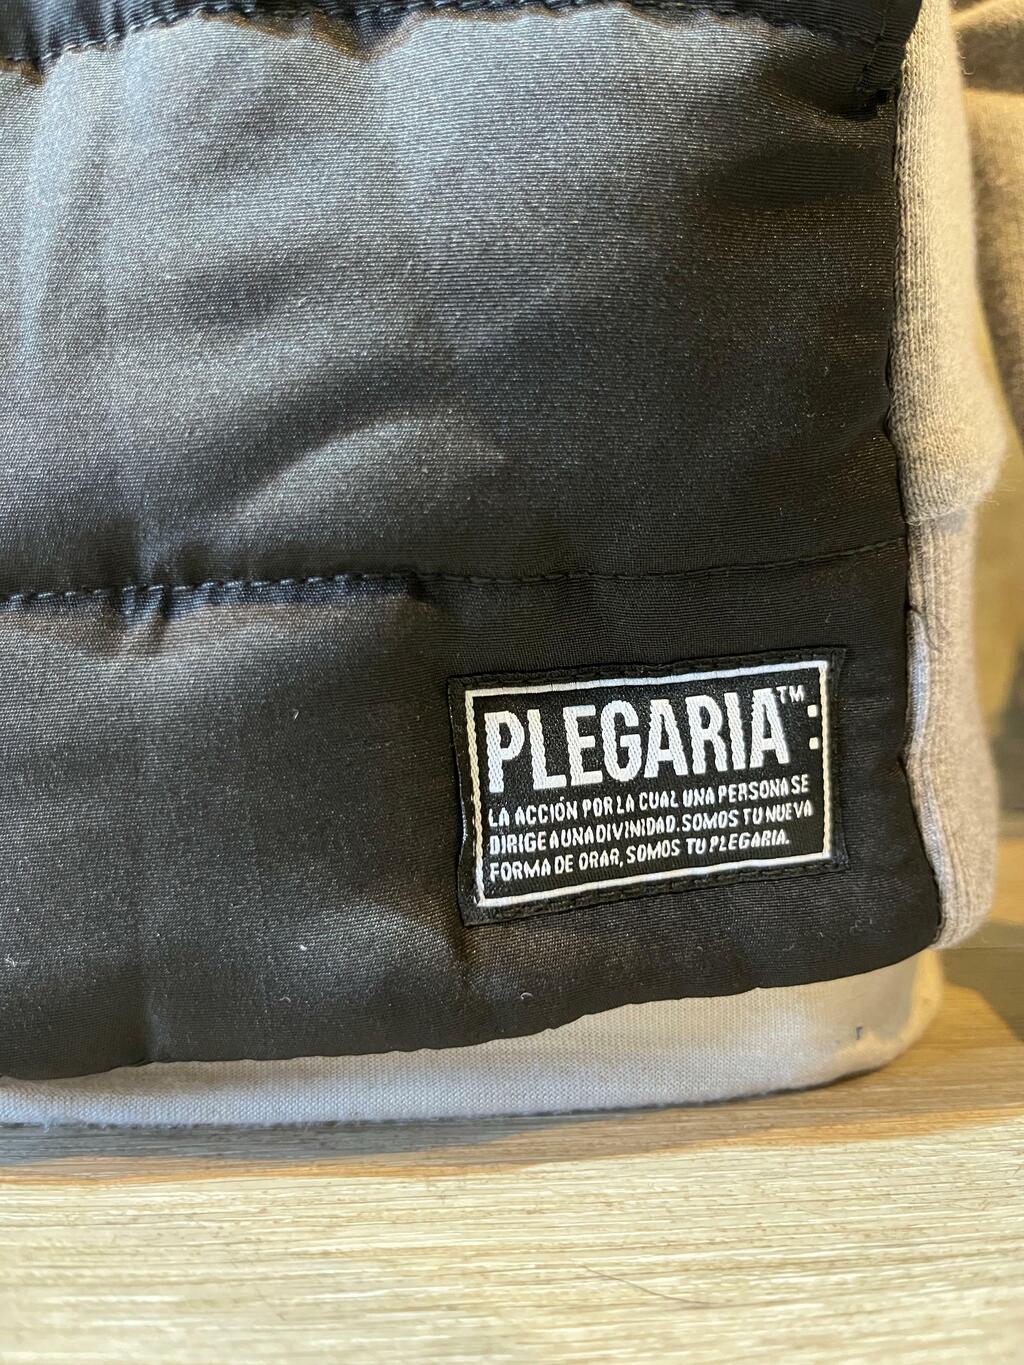 PLEGARIA™:
LA ACCIÓN POR LA CUAL UNA PERSONA SE
DIRIGE A UNA DIVINIDAD. SOMOS TU NUEVA
FORMA DE ORAR, SOMOS TU PLEGARIA.